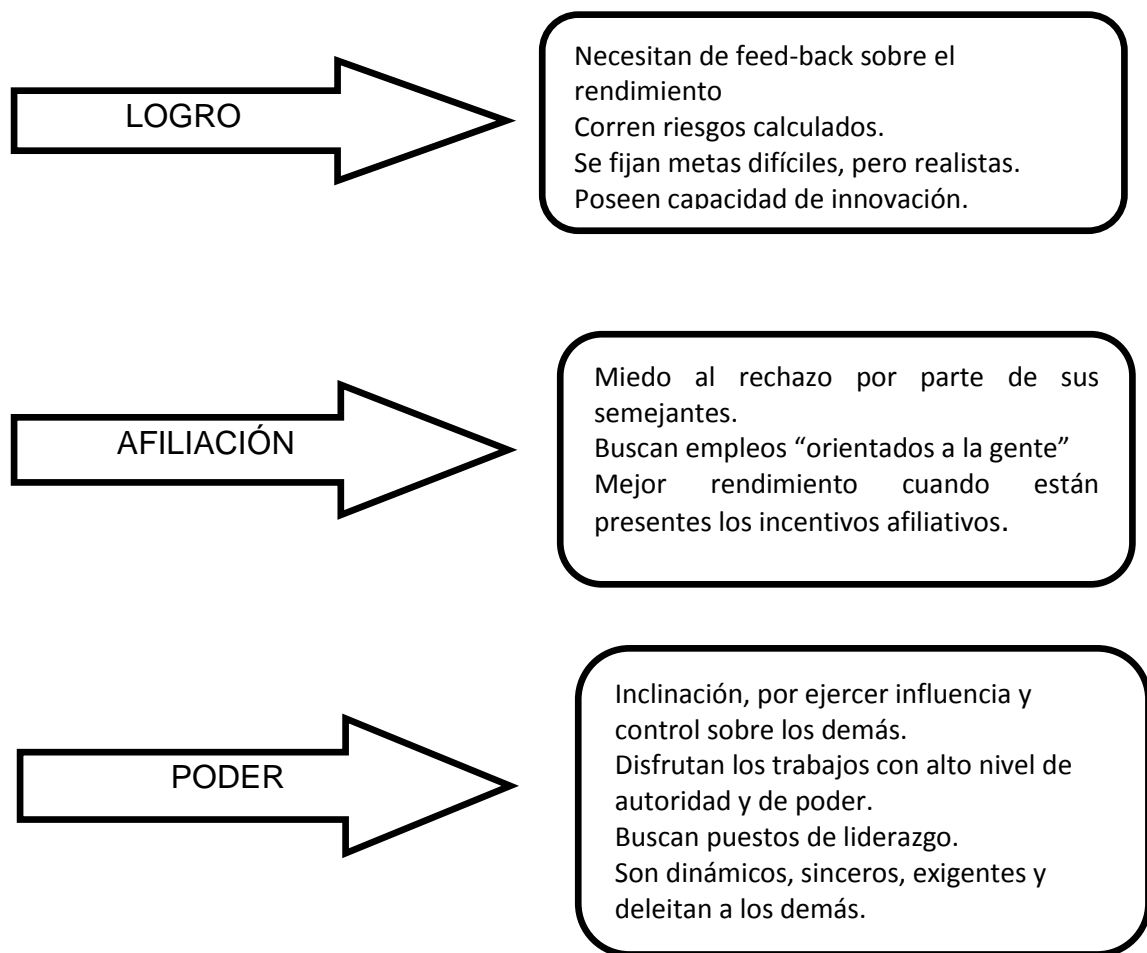 LOGRO
Necesitan de feed-back sobre el
rendimiento
Corren riesgos calculados.
Se fijan metas difíciles, pero realistas.
Poseen capacidad de innovación.
AFILIACIÓN
Miedo al rechazo por parte de sus
semejantes.
Buscan empleos “orientados a la gente”
Mejor rendimiento cuando están
presentes los incentivos afiliativos.
PODER
Inclinación, por ejercer influencia y
control sobre los demás.
Disfrutan los trabajos con alto nivel de
autoridad y de poder.
Buscan puestos de liderazgo.
Son dinámicos, sinceros, exigentes y
deleitan a los demás.